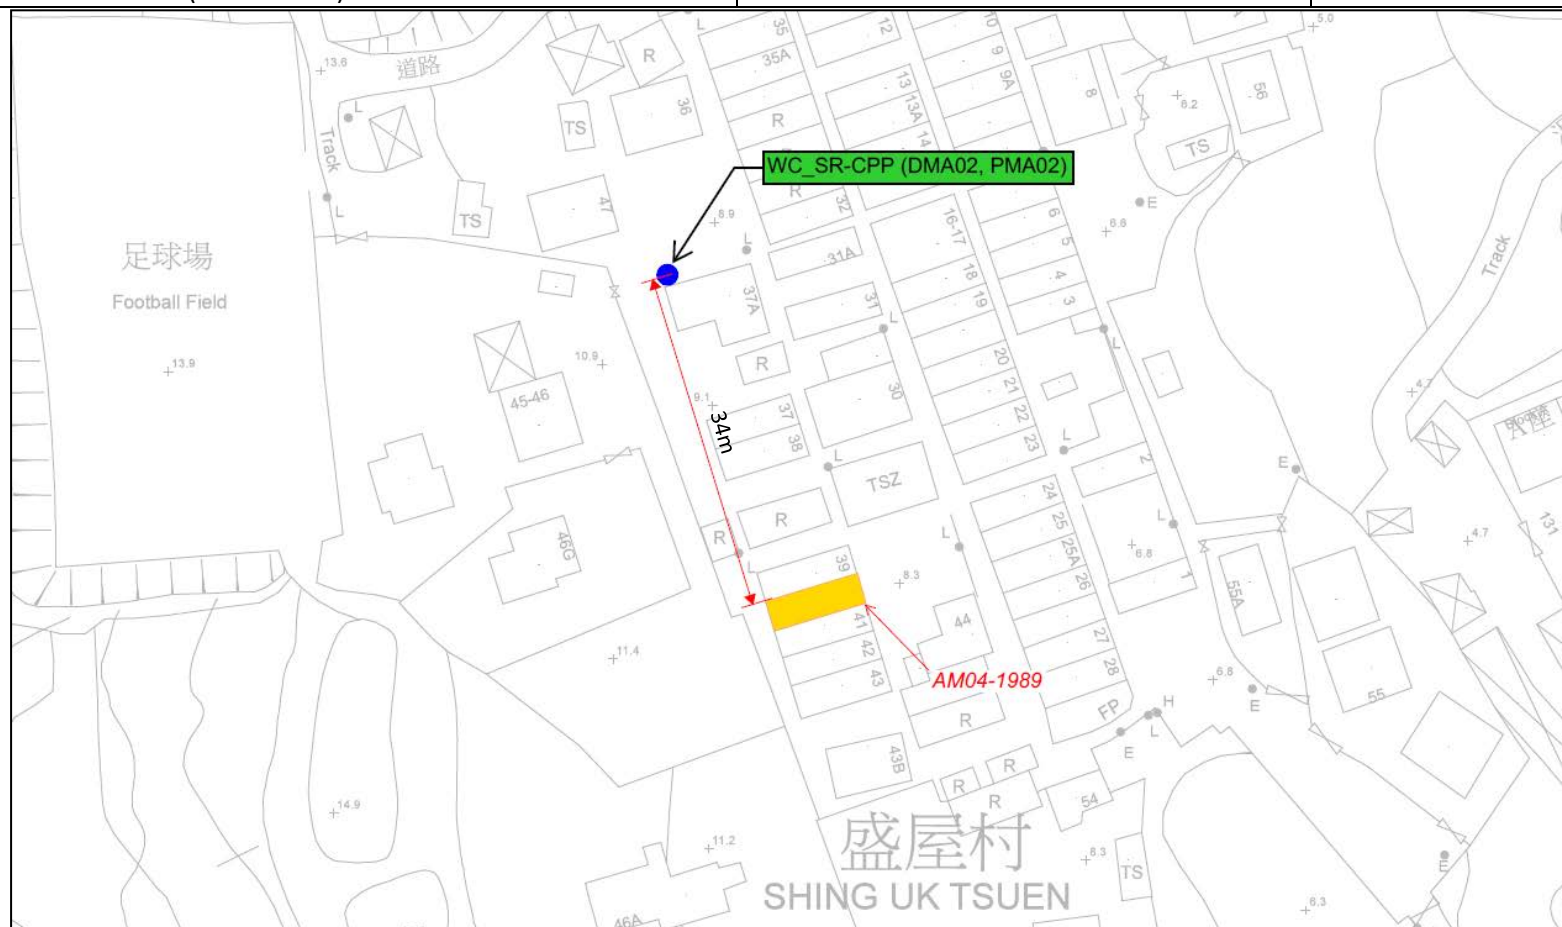 35
12
10
5.0
道路
13.6
R
35A
9
9A
13
13A
14
8
56
L
36
TS
R
6.2
TS
Track
WC_SR-CPP (DMA02, PMA02)
R
L
TS
47
8.9
32
16-17
6
E
6.6
L
足球場
Football Field
31A
5
4
3
18
19
Track
37A
31
L
L
13.9
10.9
R
20
21
22
23
30
45-46
9.1
34m
37
38
L
TSZ
L
2
E
24
25
25A
26
R
R
46G
L
39
L
8.3
L
6.8
1
4.7
131
55A
41
42
43
44
27
28
AM04-1989
11.4
6.8
E
55
R
FP
H
L
E
43B
R
R
R
54
14.9
盛屋村
SHING UK TSUEN
11.2
8.3
TS
E
46A
6.3